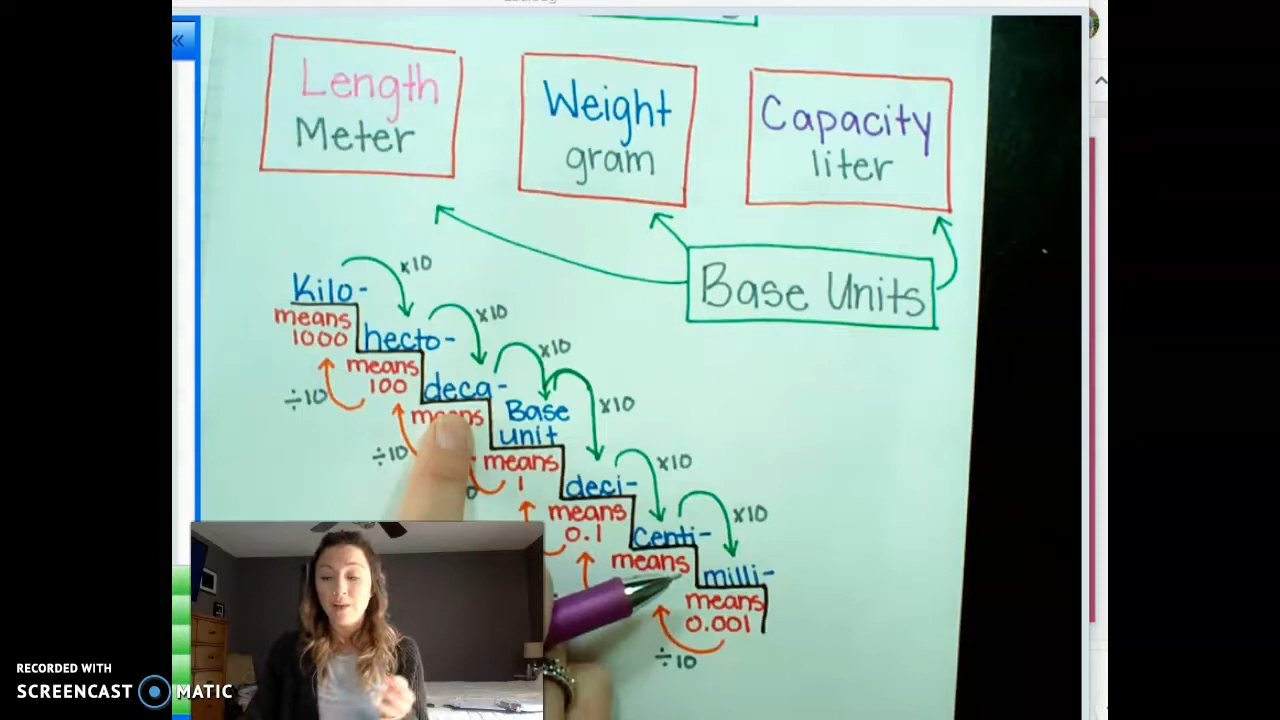 Length
Meter
Weight
gram
Capacity
liter
Base Units
Kilo-
means
1000
x10
hecto-
means
100
x10
÷10
deca-
means
x10
÷10
Base
unit
means
1
x10
deci-
means
0.1
x10
centi-
means
x10
milli-
means
0.001
÷10
RECORDED WITH
SCREENCAST MATIC